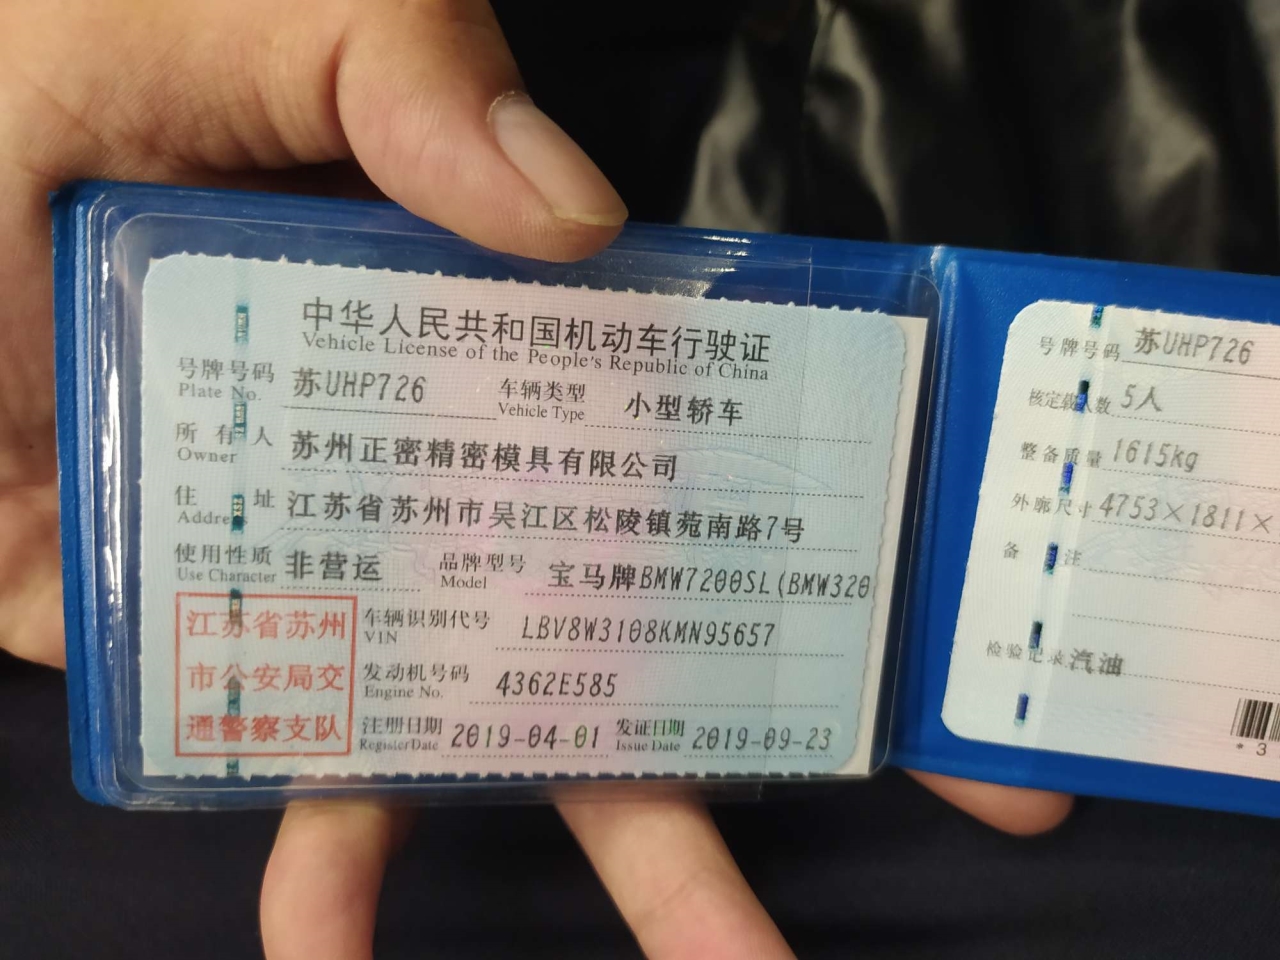 中华人民共和国机动车行驶证
Vehicle License of the People's Republic of China
号牌号码 苏UHP726 车辆类型 小型轿车
Plate No. Vehicle Type
所有人 苏州正密精密模具有限公司
Owner
住址 江苏省苏州市吴江区松陵镇菀南路7号
Addre
使用性质 非营运 品牌型号 宝马牌BMW7200SL(BMW320
Use Character Model
江苏省苏州
市公安局交
通警察支队
车辆识别代号 LBV8W3108KMN95657
VIN
发动机号码 4362E585
Engine No.
注册日期 2019-04-01 发证日期 2019-09-23
Register Date Issue Date
号牌号码 苏UHP726
核定载人数 5人
整备质量 1615kg
外廓尺寸 4753×1811×
备注
检验记录 汽油
* 3